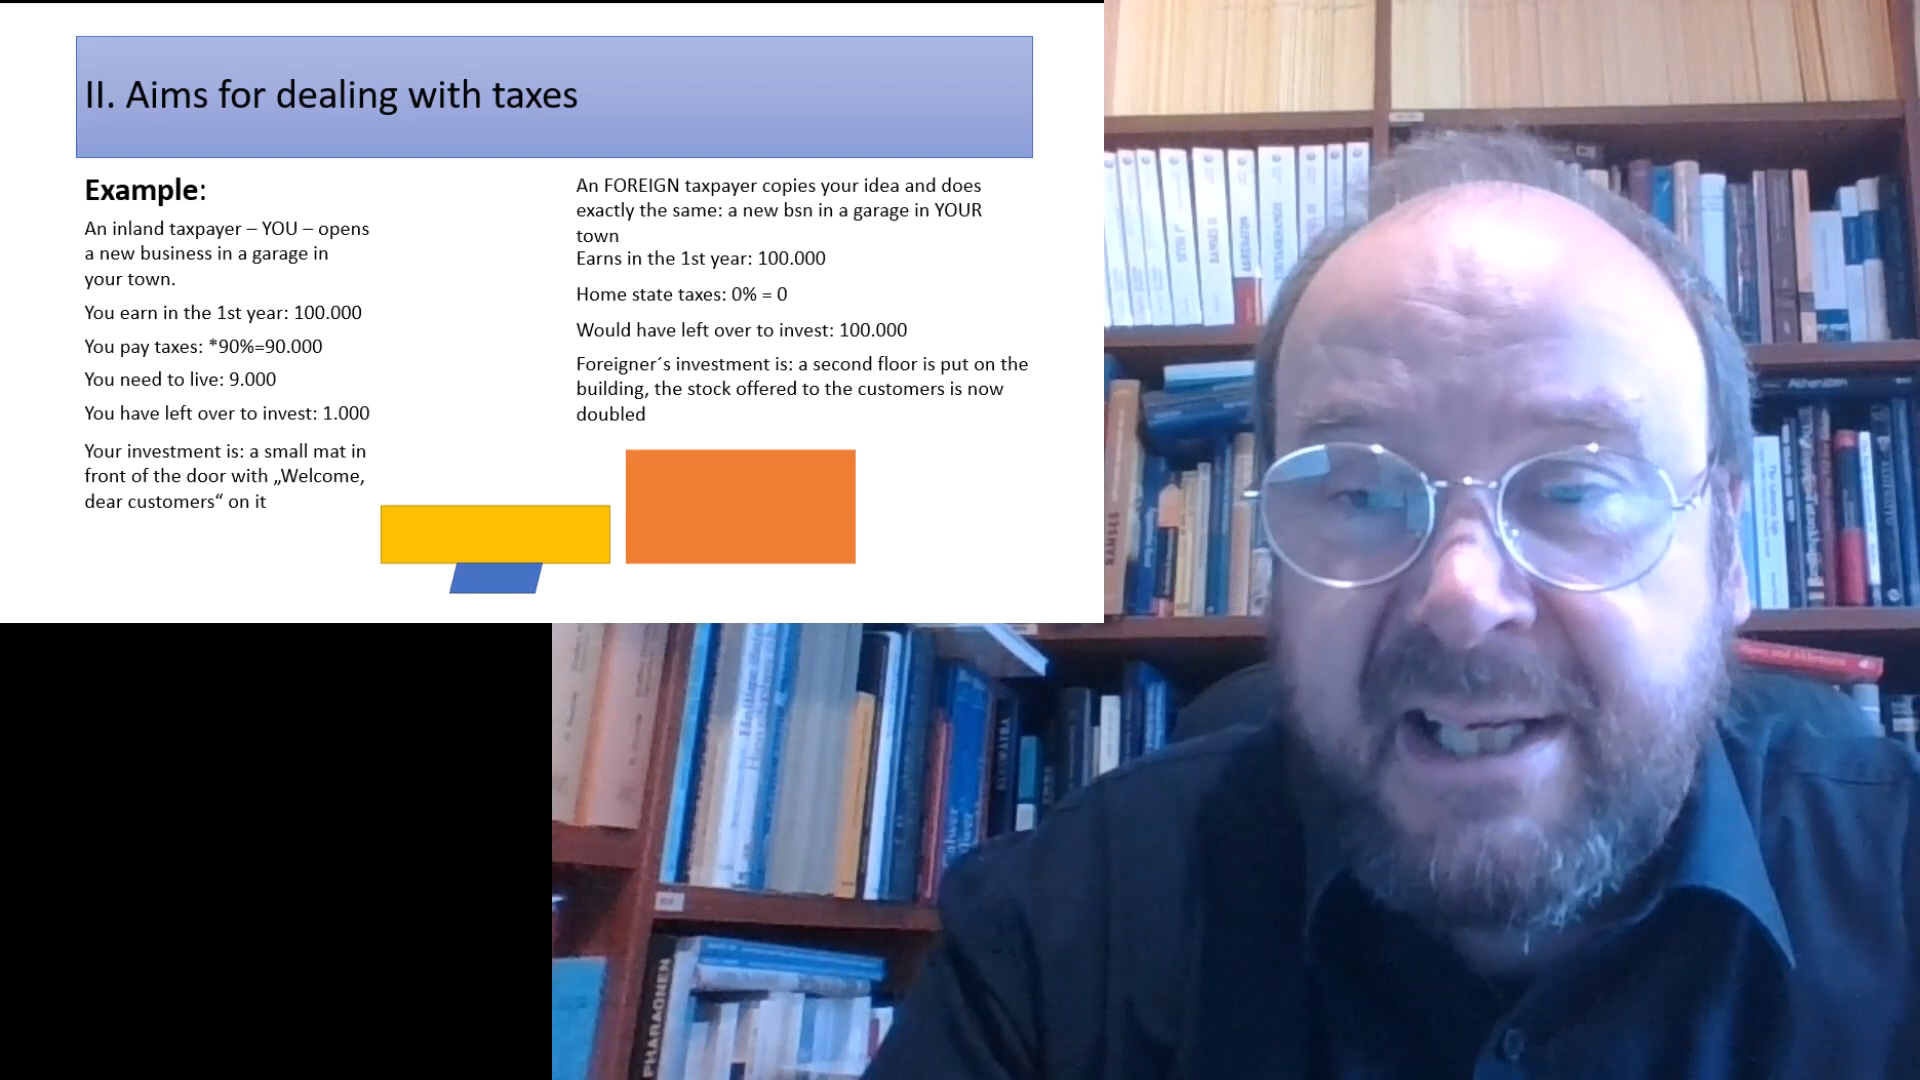 II. Aims for dealing with taxes
Example:
An inland taxpayer – YOU – opens
a new business in a garage in
your town.
You earn in the 1st year: 100.000
You pay taxes: *90%=90.000
You need to live: 9.000
You have left over to invest: 1.000
Your investment is: a small mat in
front of the door with „Welcome,
dear customers“ on it
An FOREIGN taxpayer copies your idea and does
exactly the same: a new bsn in a garage in YOUR
town
Earns in the 1st year: 100.000
Home state taxes: 0% = 0
Would have left over to invest: 100.000
Foreigner´s investment is: a second floor is put on the
building, the stock offered to the customers is now
doubled
RAMSES
KLEOPATRA
PHARAONEN